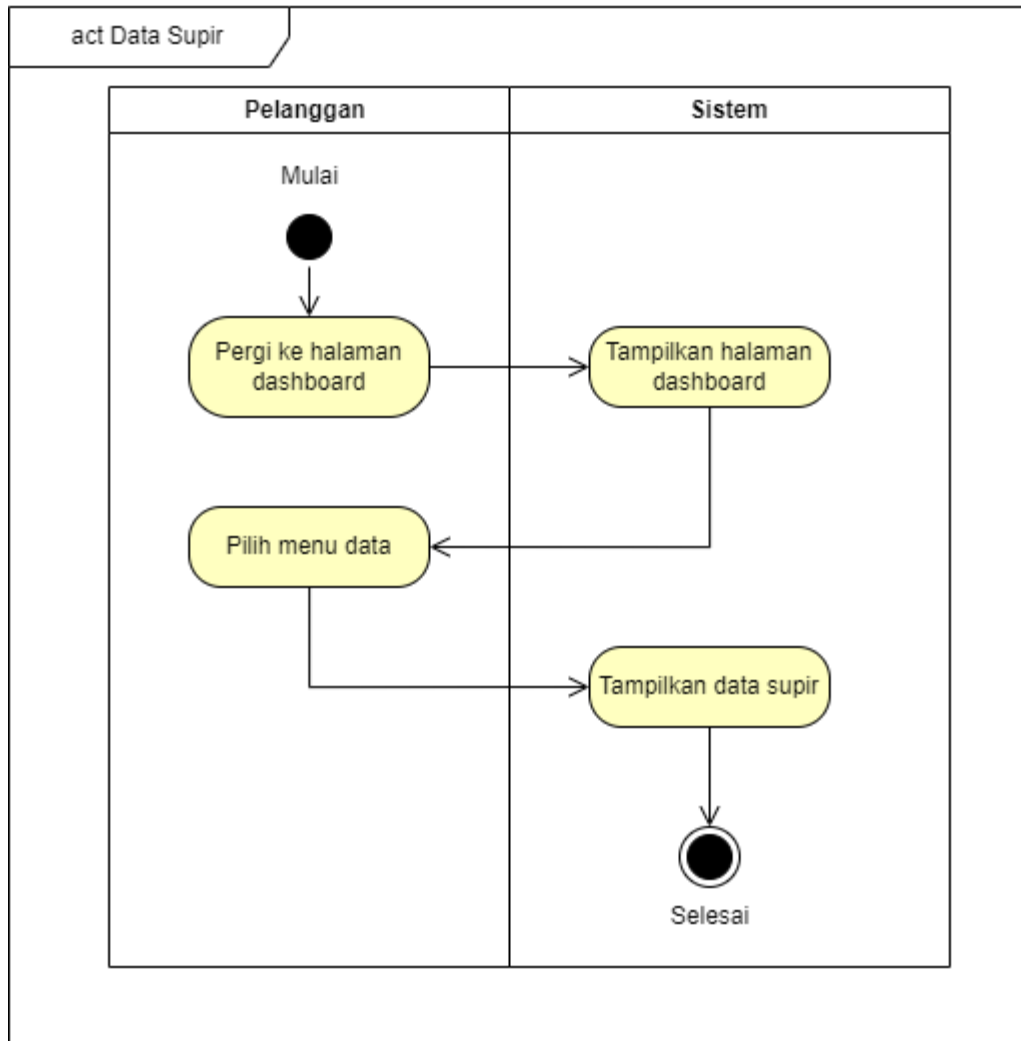 act Data Supir
Pelanggan
Sistem
Mulai
Pergi ke halaman
dashboard
Tampilkan halaman
dashboard
Pilih menu data
Tampilkan data supir
Selesai